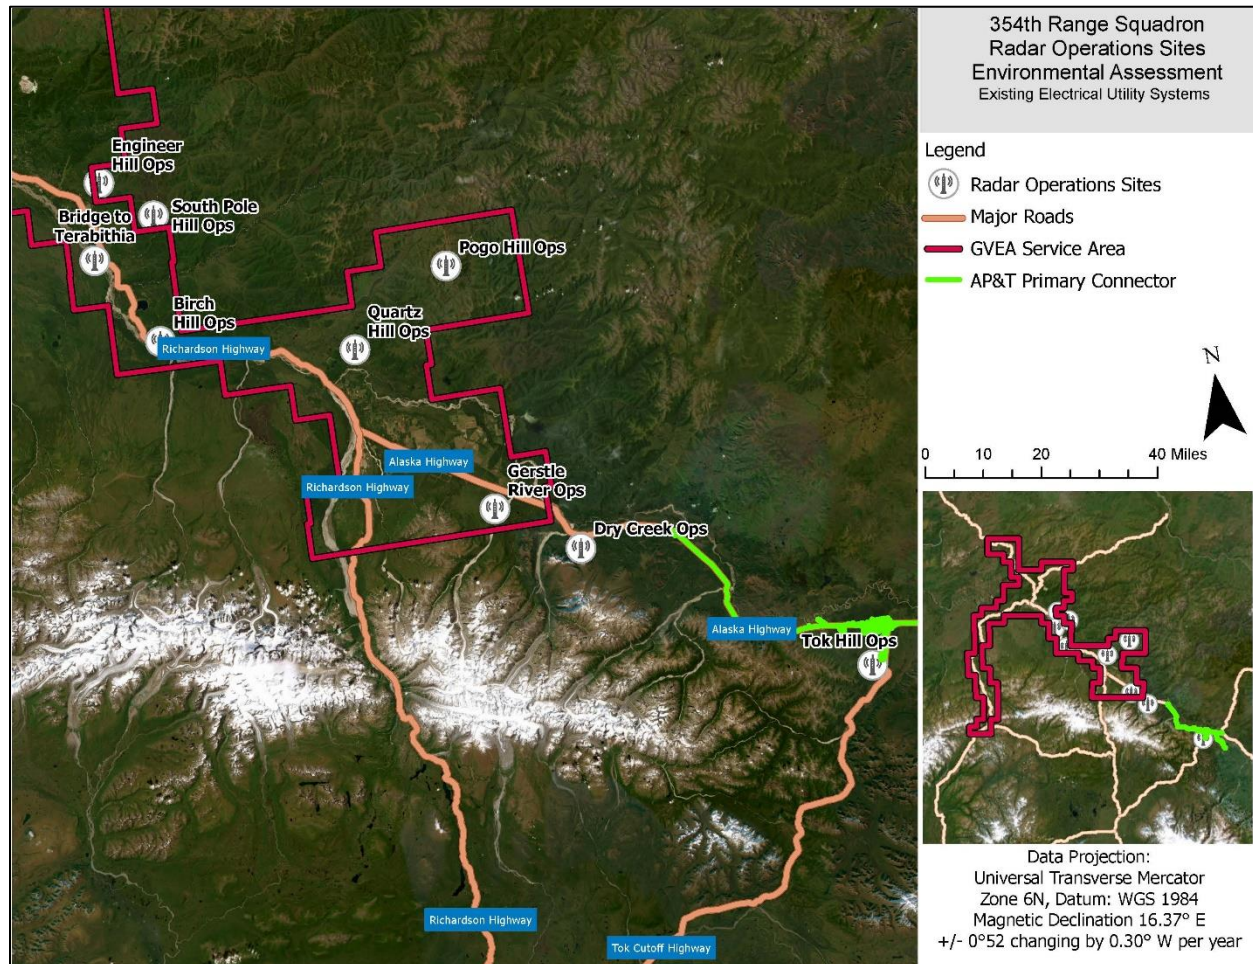 354th Range Squadron
Radar Operations Sites
Environmental Assessment
Existing Electrical Utility Systems
Legend
Radar Operations Sites
Major Roads
GVEA Service Area
AP&T Primary Connector
N
0 10 20 40 Miles
Data Projection:
Universal Transverse Mercator
Zone 6N, Datum: WGS 1984
Magnetic Declination 16.37° E
+/- 0°52 changing by 0.30° W per year
Engineer
Hill Ops
South Pole
Hill Ops
Bridge to
Terabithia
Pogo Hill Ops
Birch
Hill Ops
Quartz
Hill Ops
Richardson Highway
Alaska Highway
Richardson Highway
Gerstle
River Ops
Dry Creek Ops
Alaska Highway
Tok Hill Ops
Richardson Highway
Tok Cutoff Highway